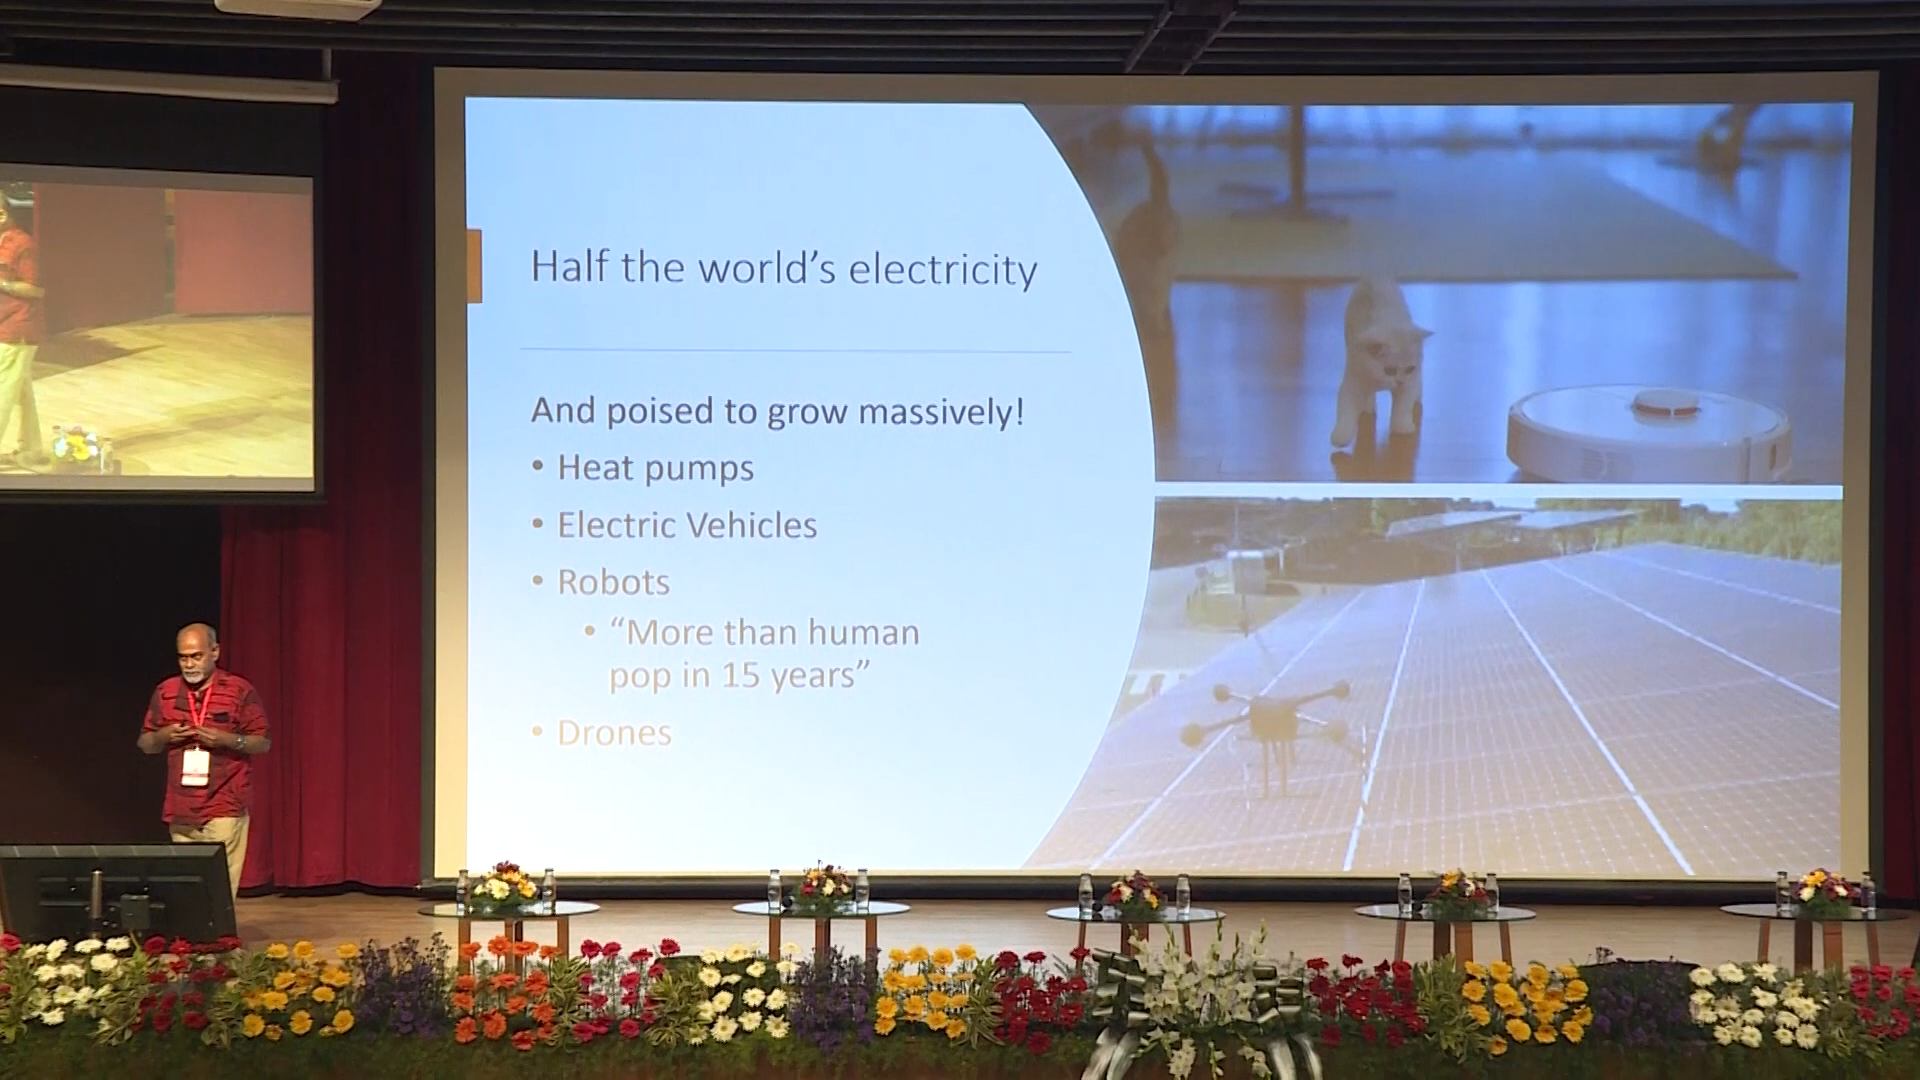 Half the world’s electricity
And poised to grow massively!
• Heat pumps
• Electric Vehicles
• Robots
• “More than human
pop in 15 years”
• Drones